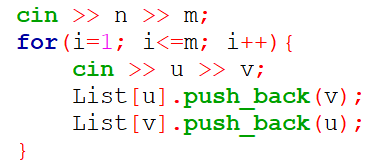 cin >> n >> m;
for(i=1; i<=m; i++){
    cin >> u >> v;
    List[u].push_back(v);
    List[v].push_back(u);
}